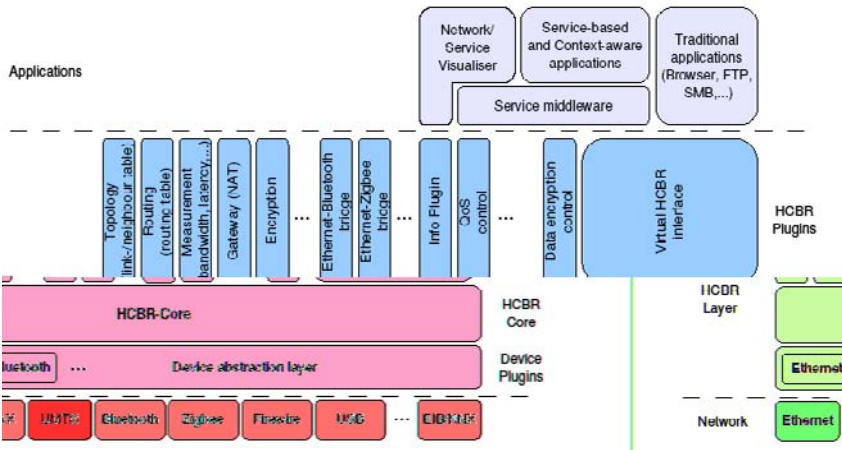 Network/
Service
Visualiser
Service-based
and Context-aware
applications
Traditional
applications
(Browser, FTP,
SMB,...)
Applications
Service middleware
Topology
link-/neighbour table)
Routing
(routing table)
Measurement
bandwidth, latency,...)
Gateway (NAT)
Encryption
...
Ethernet-Bluetooth
bridge
Ethernet-Zigbee
bridge
...
Info Plugin
QoS
control
...
Data encryption
control
Virtual HCBR
interface
HCBR
Plugins
HCBR-Core
HCBR
Core
HCBR
Layer
luetooth
...
Device abstraction layer
Device
Plugins
Ethernet
UMTS
Bluetooth
Zigbee
Firewire
USB
...
EIB/KNX
Network
Ethernet